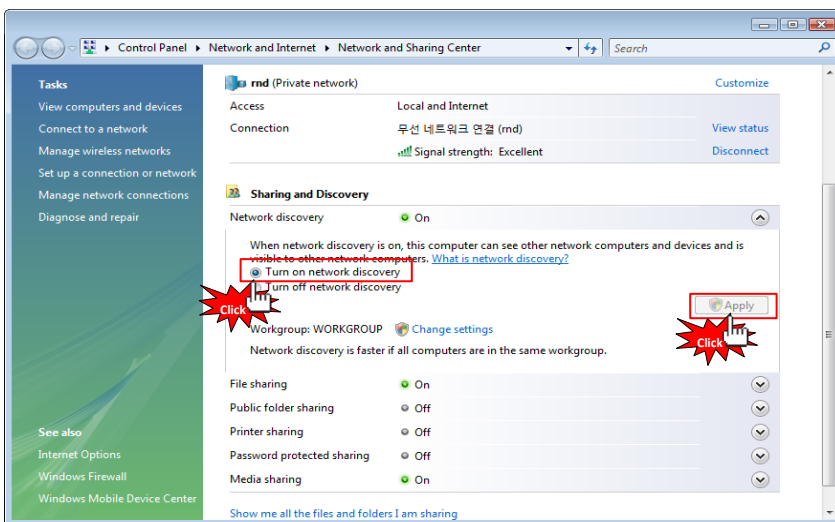 Control Panel ▸ Network and Internet ▸ Network and Sharing Center
Search
Tasks
View computers and devices
Connect to a network
Manage wireless networks
Set up a connection or network
Manage network connections
Diagnose and repair
See also
Internet Options
Windows Firewall
Windows Mobile Device Center
rnd (Private network) Customize
Access Local and Internet
Connection 무선 네트워크 연결 (rnd) View status
Signal strength: Excellent Disconnect
Sharing and Discovery
Network discovery On
When network discovery is on, this computer can see other network computers and devices and is
visible to other network computers. What is network discovery?
Turn on network discovery
Turn off network discovery
Click
Apply
Click
Workgroup: WORKGROUP Change settings
Network discovery is faster if all computers are in the same workgroup.
File sharing On
Public folder sharing Off
Printer sharing Off
Password protected sharing Off
Media sharing On
Show me all the files and folders I am sharing